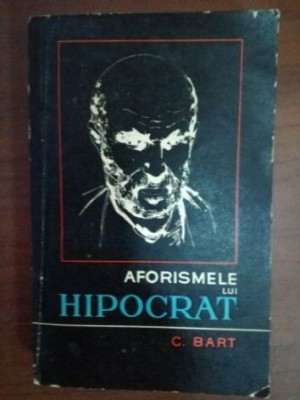 AFORISMELE
LUI
HIPOCRAT
C. BART